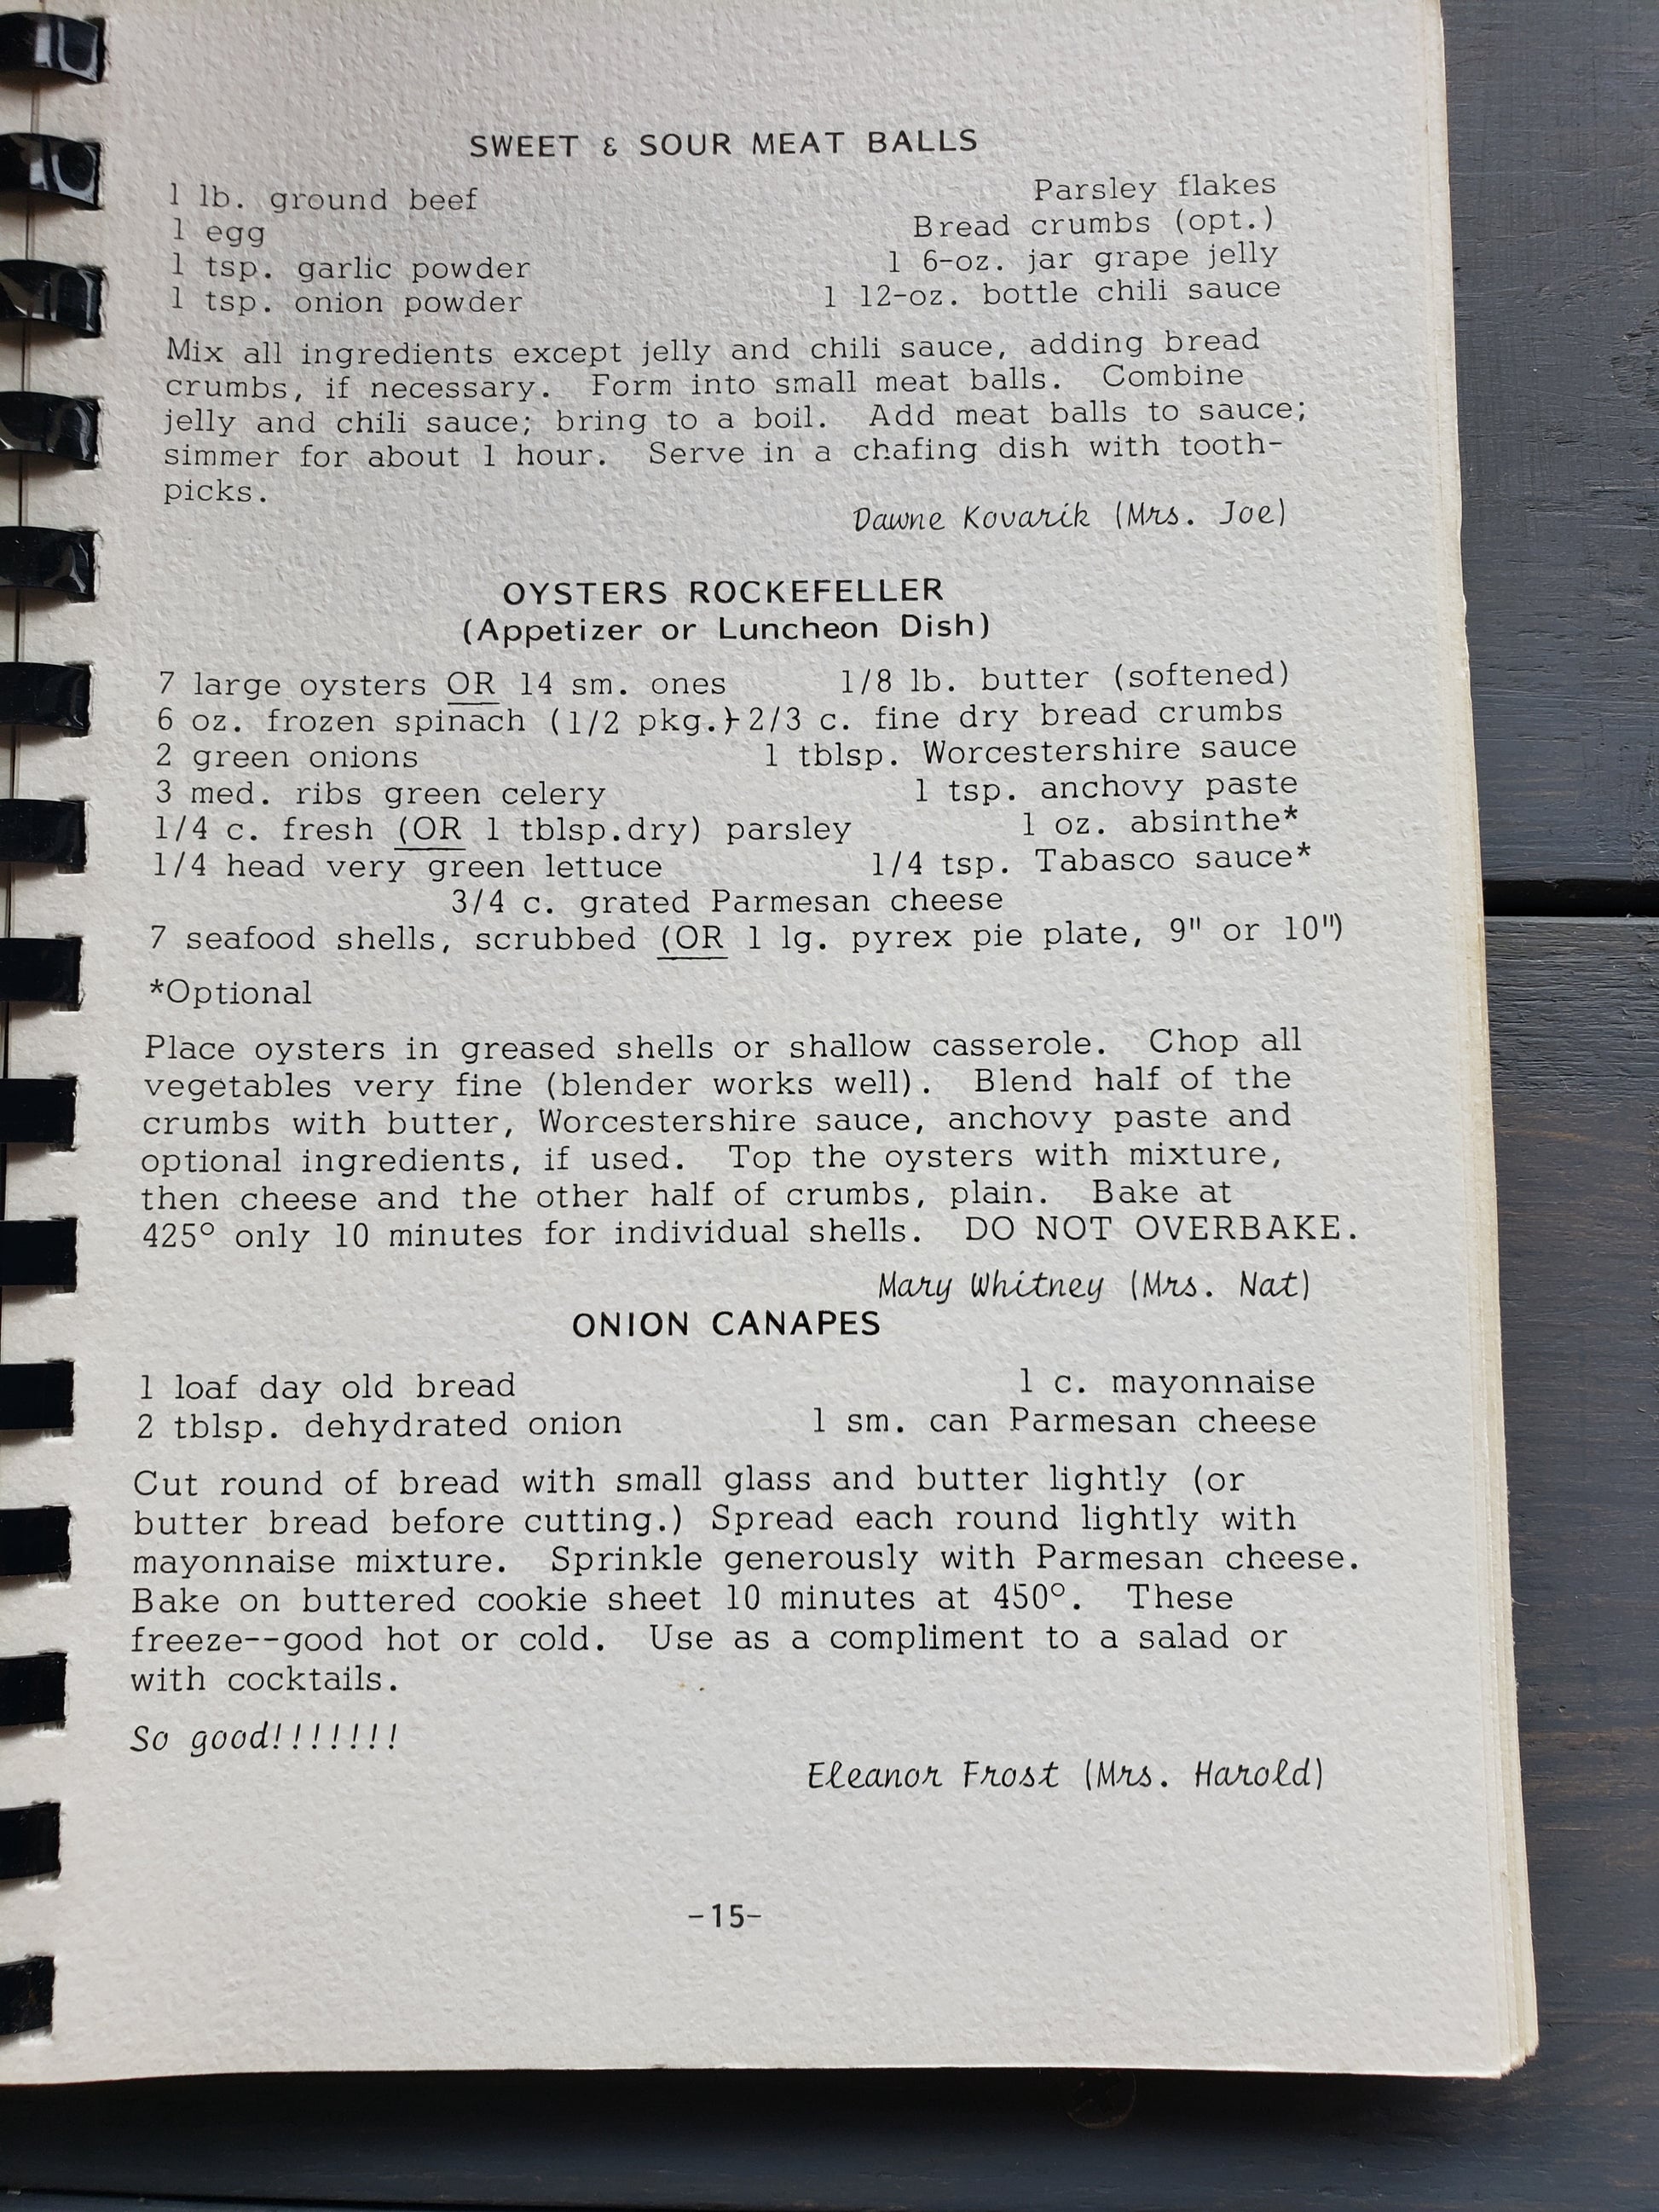 SWEET & SOUR MEAT BALLS
1 lb. ground beef Parsley flakes
1 egg Bread crumbs (opt.)
1 tsp. garlic powder 1 6-oz. jar grape jelly
1 tsp. onion powder 1 12-oz. bottle chili sauce
Mix all ingredients except jelly and chili sauce, adding bread
crumbs, if necessary. Form into small meat balls. Combine
jelly and chili sauce; bring to a boil. Add meat balls to sauce;
simmer for about 1 hour. Serve in a chafing dish with tooth-
picks.
Dawne Kovarik (Mrs. Joe)
OYSTERS ROCKEFELLER
(Appetizer or Luncheon Dish)
7 large oysters OR 14 sm. ones 1/8 lb. butter (softened)
6 oz. frozen spinach (1/2 pkg.) 2/3 c. fine dry bread crumbs
2 green onions 1 tblsp. Worcestershire sauce
3 med. ribs green celery 1 tsp. anchovy paste
1/4 c. fresh (OR 1 tblsp.dry) parsley 1 oz. absinthe*
1/4 head very green lettuce 1/4 tsp. Tabasco sauce*
3/4 c. grated Parmesan cheese
7 seafood shells, scrubbed (OR 1 lg. pyrex pie plate, 9" or 10")
*Optional
Place oysters in greased shells or shallow casserole. Chop all
vegetables very fine (blender works well). Blend half of the
crumbs with butter, Worcestershire sauce, anchovy paste and
optional ingredients, if used. Top the oysters with mixture,
then cheese and the other half of crumbs, plain. Bake at
425° only 10 minutes for individual shells. DO NOT OVERBAKE.
Mary Whitney (Mrs. Nat)
ONION CANAPES
1 loaf day old bread 1 c. mayonnaise
2 tblsp. dehydrated onion 1 sm. can Parmesan cheese
Cut round of bread with small glass and butter lightly (or
butter bread before cutting.) Spread each round lightly with
mayonnaise mixture. Sprinkle generously with Parmesan cheese.
Bake on buttered cookie sheet 10 minutes at 450°. These
freeze--good hot or cold. Use as a compliment to a salad or
with cocktails.
So good!!!!!!!
Eleanor Frost (Mrs. Harold)
-15-